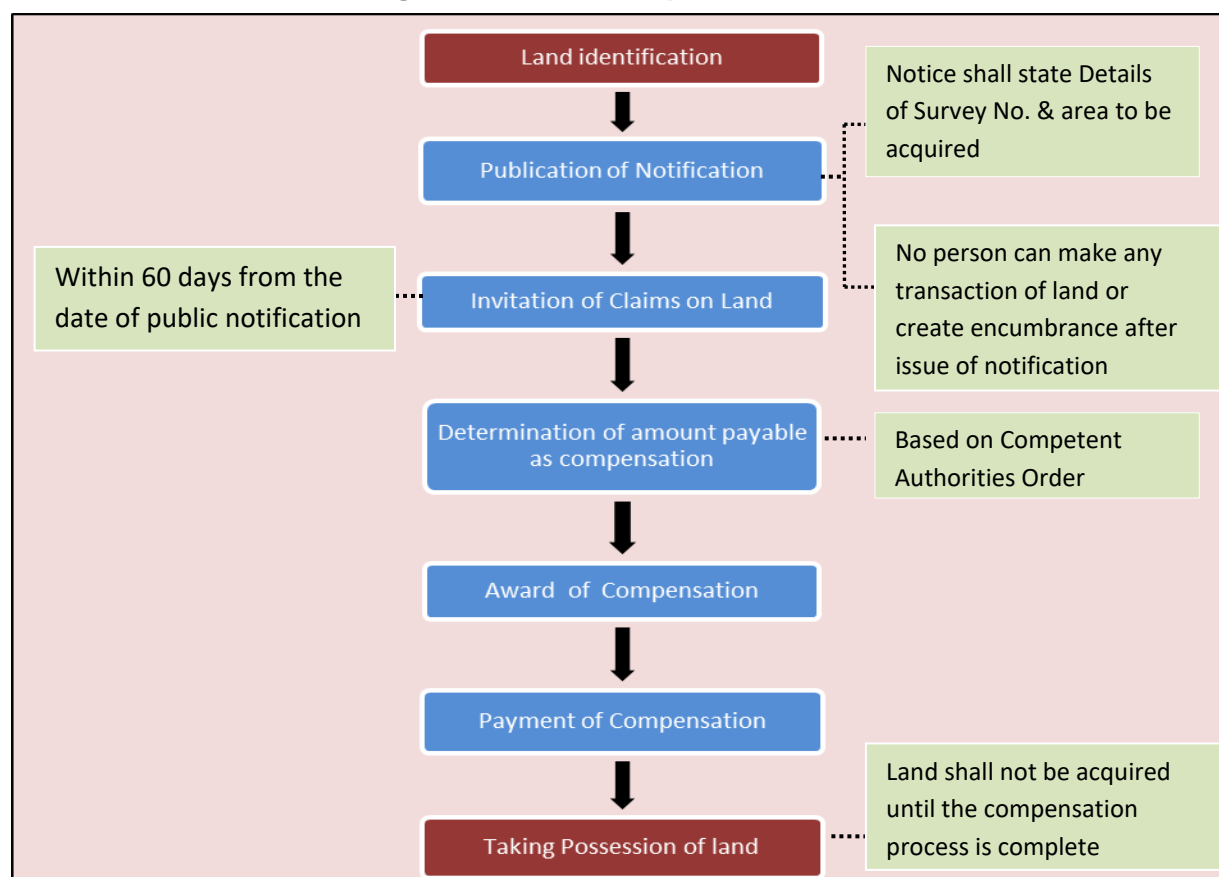 Land identification
Notice shall state Details
of Survey No. & area to be
acquired
Publication of Notification
No person can make any
transaction of land or
create encumbrance after
issue of notification
Within 60 days from the
date of public notification
Invitation of Claims on Land
Determination of amount payable
as compensation
Based on Competent
Authorities Order
Award of Compensation
Payment of Compensation
Land shall not be acquired
until the compensation
process is complete
Taking Possession of land